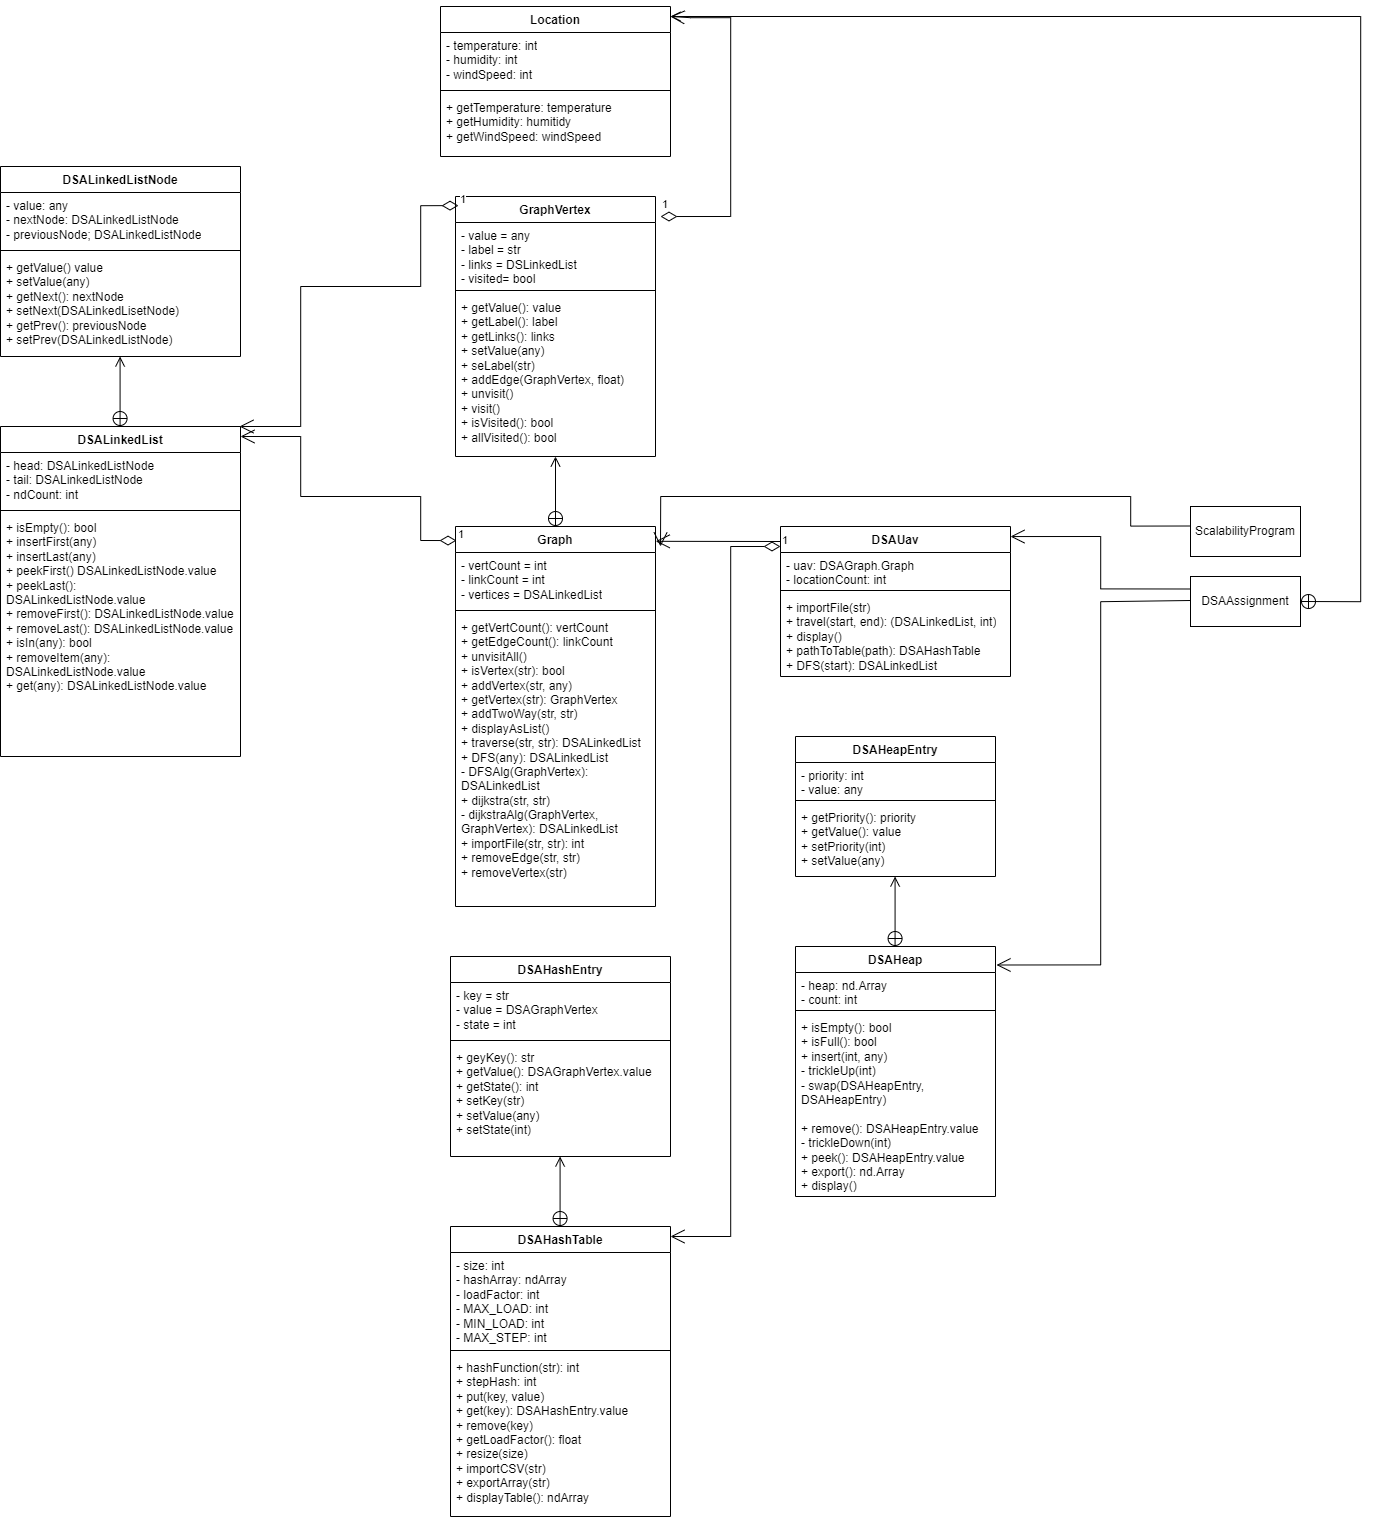 Location
- temperature: int
- humidity: int
- windSpeed: int
+ getTemperature: temperature
+ getHumidity: humitidy
+ getWindSpeed: windSpeed
DSALinkedListNode
- value: any
- nextNode: DSALinkedListNode
- previousNode; DSALinkedListNode
+ getValue() value
+ setValue(any)
+ getNext(): nextNode
+ setNext(DSALinkedLisetNode)
+ getPrev(): previousNode
+ setPrev(DSALinkedListNode)
1
1
GraphVertex
- value = any
- label = str
- links = DSLinkedList
- visited= bool
+ getValue(): value
+ getLabel(): label
+ getLinks(): links
+ setValue(any)
+ seLabel(str)
+ addEdge(GraphVertex, float)
+ unvisit()
+ visit()
+ isVisited(): bool
+ allVisited(): bool
DSALinkedList
- head: DSALinkedListNode
- tail: DSALinkedListNode
- ndCount: int
+ isEmpty(): bool
+ insertFirst(any)
+ insertLast(any)
+ peekFirst() DSALinkedListNode.value
+ peekLast():
DSALinkedListNode.value
+ removeFirst(): DSALinkedListNode.value
+ removeLast(): DSALinkedListNode.value
+ isIn(any): bool
+ removeItem(any):
DSALinkedListNode.value
+ get(any): DSALinkedListNode.value
1
Graph
- vertCount = int
- linkCount = int
- vertices = DSALinkedList
+ getVertCount(): vertCount
+ getEdgeCount(): linkCount
+ unvisitAll()
+ isVertex(str): bool
+ addVertex(str, any)
+ getVertex(str): GraphVertex
+ addTwoWay(str, str)
+ displayAsList()
+ traverse(str, str): DSALinkedList
+ DFS(any): DSALinkedList
- DFSAlg(GraphVertex):
DSALinkedList
+ dijkstra(str, str)
- dijkstraAlg(GraphVertex,
GraphVertex): DSALinkedList
+ importFile(str, str): int
+ removeEdge(str, str)
+ removeVertex(str)
1
DSAUav
- uav: DSAGraph.Graph
- locationCount: int
+ importFile(str)
+ travel(start, end): (DSALinkedList, int)
+ display()
+ pathToTable(path): DSAHashTable
+ DFS(start): DSALinkedList
ScalabilityProgram
DSAAssignment
DSAHeapEntry
- priority: int
- value: any
+ getPriority(): priority
+ getValue(): value
+ setPriority(int)
+ setValue(any)
DSAHeap
- heap: nd.Array
- count: int
+ isEmpty(): bool
+ isFull(): bool
+ insert(int, any)
- trickleUp(int)
- swap(DSAHeapEntry,
DSAHeapEntry)
+ remove(): DSAHeapEntry.value
- trickleDown(int)
+ peek(): DSAHeapEntry.value
+ export(): nd.Array
+ display()
DSAHashEntry
- key = str
- value = DSAGraphVertex
- state = int
+ geyKey(): str
+ getValue(): DSAGraphVertex.value
+ getState(): int
+ setKey(str)
+ setValue(any)
+ setState(int)
DSAHashTable
- size: int
- hashArray: ndArray
- loadFactor: int
- MAX_LOAD: int
- MIN_LOAD: int
- MAX_STEP: int
+ hashFunction(str): int
+ stepHash: int
+ put(key, value)
+ get(key): DSAHashEntry.value
+ remove(key)
+ getLoadFactor(): float
+ resize(size)
+ importCSV(str)
+ exportArray(str)
+ displayTable(): ndArray